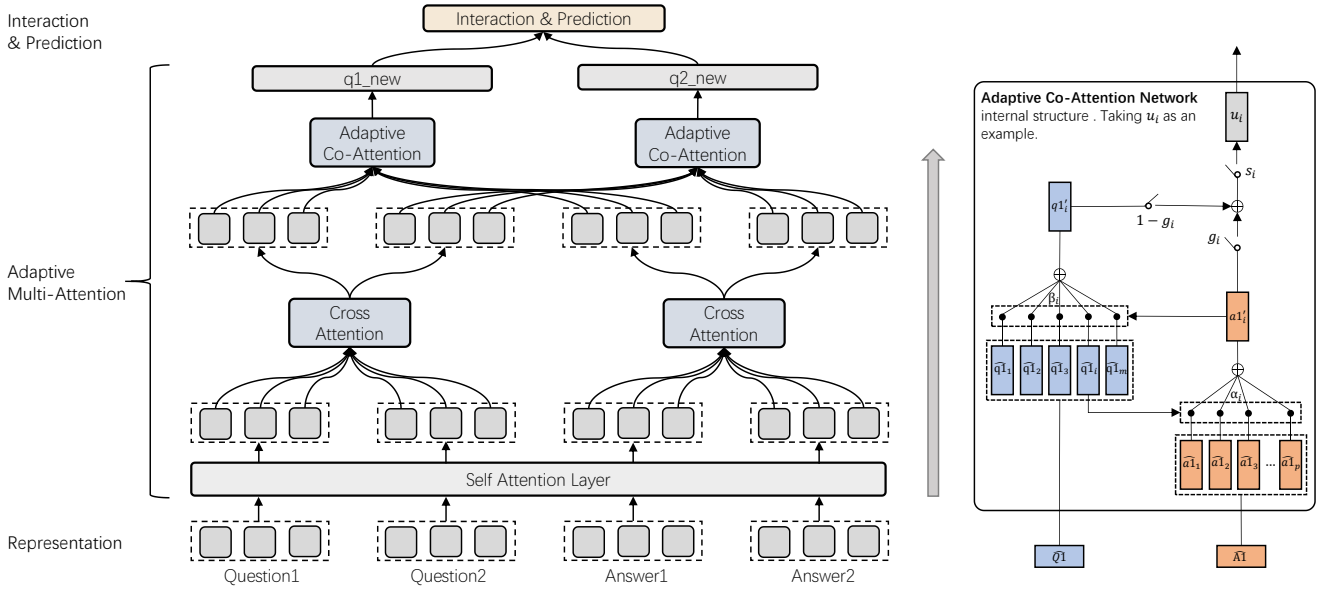 Interaction
& Prediction
Interaction & Prediction
q1_new
q2_new
Adaptive
Co-Attention
Adaptive
Co-Attention
Adaptive
Multi-Attention
Cross
Attention
Cross
Attention
Self Attention Layer
Representation
Question1
Question2
Answer1
Answer2
Adaptive Co-Attention Network
internal structure . Taking u_i as an
example.
u_i
s_i
q1'_i
1 − g_i
g_i
β_i
a1'_i
q̂1_1 q̂1_2 q̂1_3 q̂1_i q̂1_m
α_i
â1_1 â1_2 â1_3 ... â1_p
Q̂1
Â1